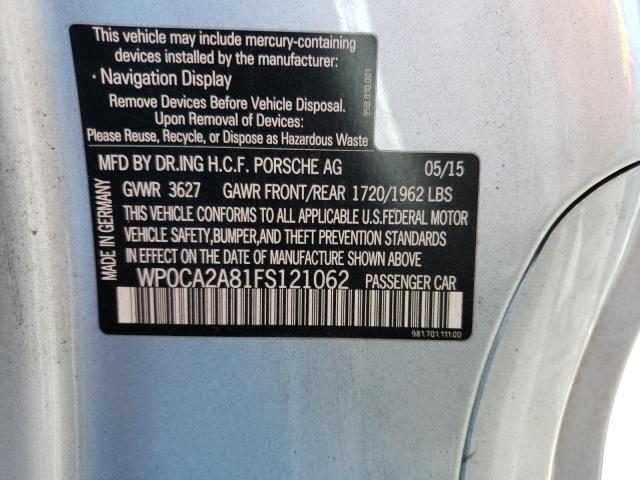 This vehicle may include mercury-containing
devices installed by the manufacturer:
• Navigation Display
Remove Devices Before Vehicle Disposal.
Upon Removal of Devices:
Please Reuse, Recycle, or Dispose as Hazardous Waste
95B.010.001
MFD BY DR.ING H.C.F. PORSCHE AG 05/15
GVWR 3627 GAWR FRONT/REAR 1720/1962 LBS
THIS VEHICLE CONFORMS TO ALL APPLICABLE U.S.FEDERAL MOTOR
VEHICLE SAFETY,BUMPER,AND THEFT PREVENTION STANDARDS
IN EFFECT ON THE DATE OF MANUFACTURE SHOWN ABOVE
WP0CA2A81FS121062 PASSENGER CAR
981.701.111.00
MADE IN GERMANY